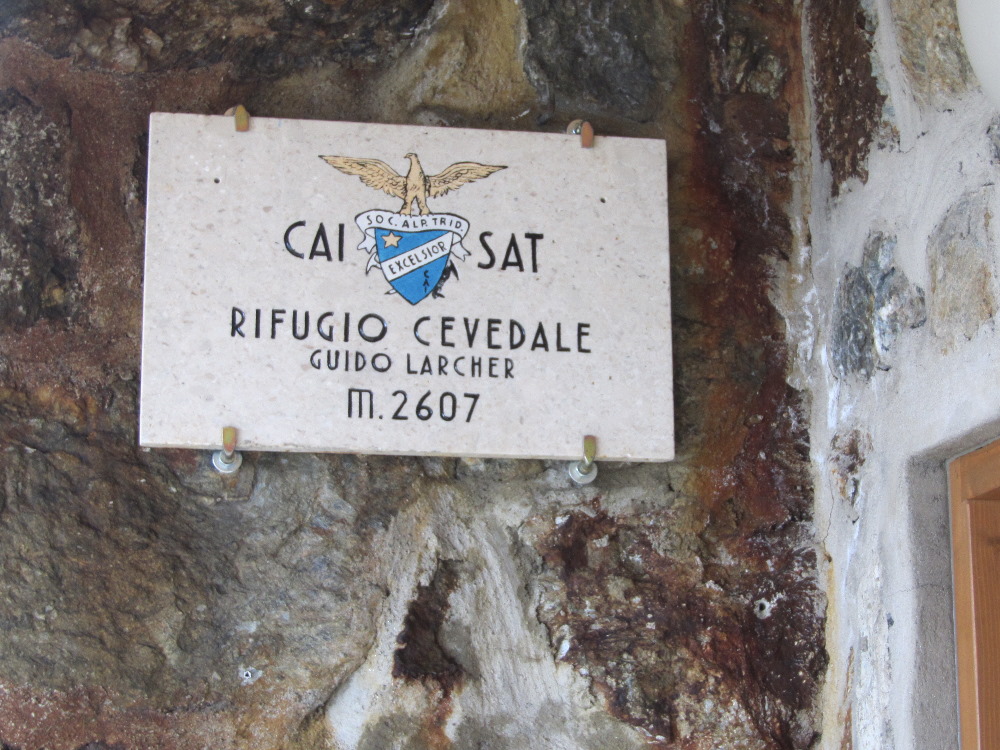 SOC. ALP. TRID.
CAI SAT
EXCELSIOR
RIFUGIO CEVEDALE
GUIDO LARCHER
m. 2607